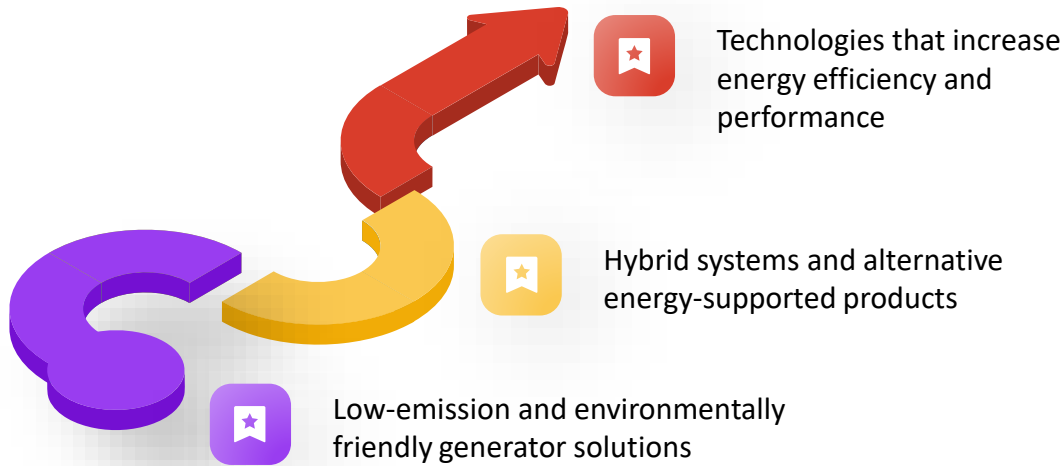 Technologies that increase
energy efficiency and
performance
Hybrid systems and alternative
energy-supported products
Low-emission and environmentally
friendly generator solutions